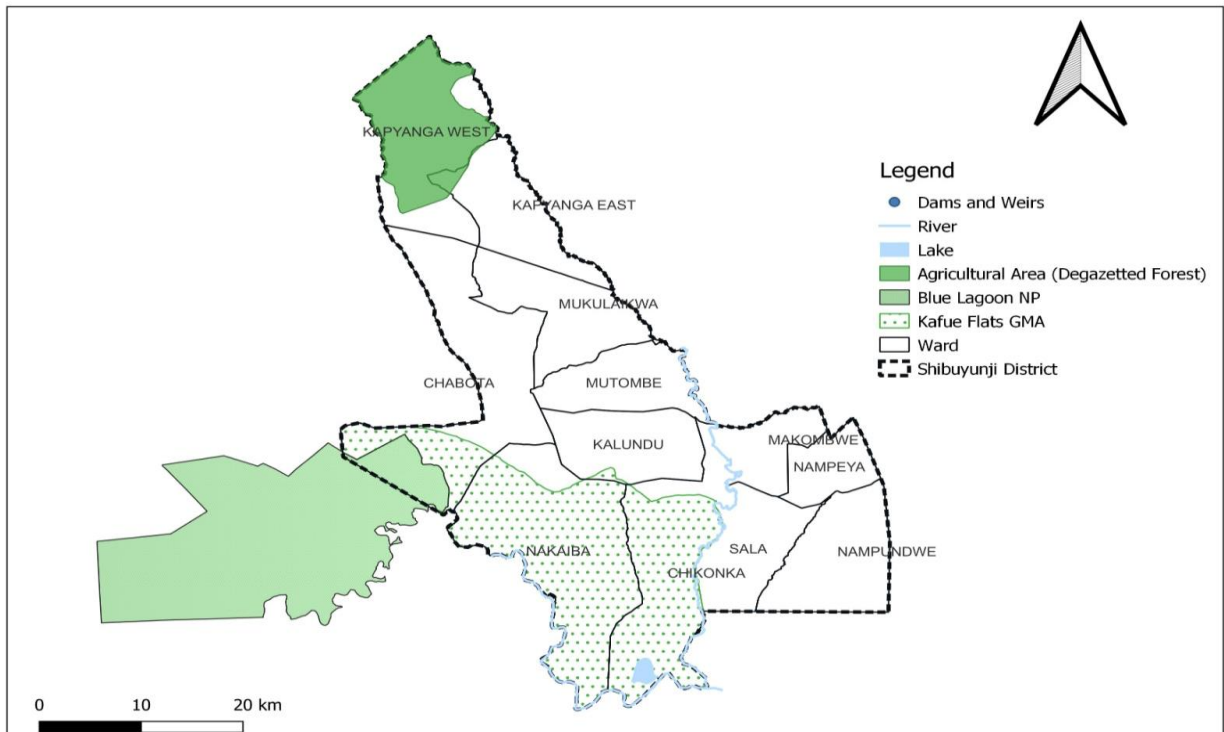 KAPYANGA WEST
KAPYANGA EAST
MUKULAIKWA
CHABOTA
MUTOMBE
KALUNDU
MAKOMBWE
NAMPEYA
NAKAIBA
SALA
CHIKONKA
NAMPUNDWE
Legend
Dams and Weirs
River
Lake
Agricultural Area (Degazetted Forest)
Blue Lagoon NP
Kafue Flats GMA
Ward
Shibuyunji District
0 10 20 km